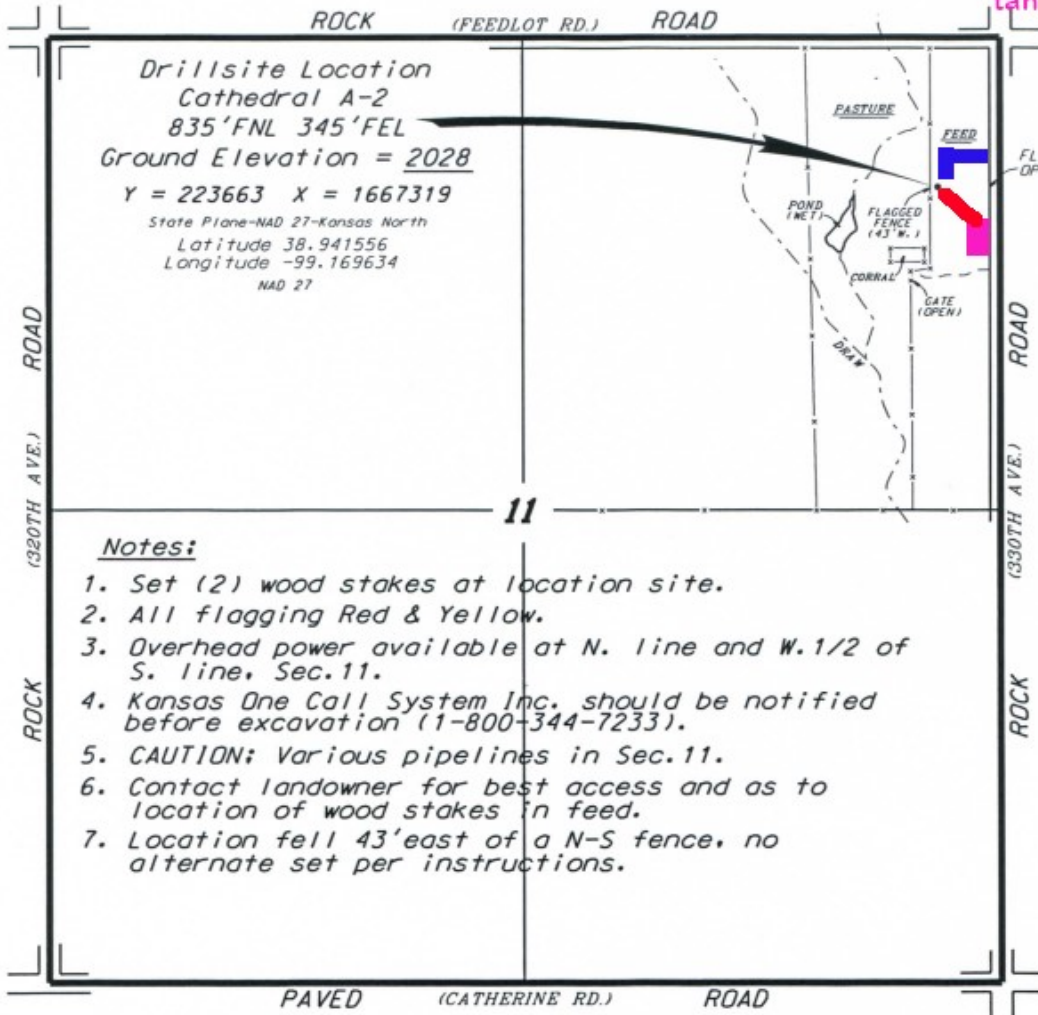 ROCK (FEEDLOT RD.) ROAD
Drillsite Location
Cathedral A-2
835'FNL 345'FEL
Ground Elevation = 2028
Y = 223663 X = 1667319
State Plane-NAD 27-Kansas North
Latitude 38.941556
Longitude -99.169634
NAD 27
PASTURE
FEED
POND
(WET)
FLAGGED
FENCE
(43'W.)
CORRAL
GATE
(OPEN)
DRAW
ROCK (320TH AVE.) ROAD
ROCK (330TH AVE.) ROAD
11
Notes:
1. Set (2) wood stakes at location site.
2. All flagging Red & Yellow.
3. Overhead power available at N. line and W.1/2 of
S. line, Sec.11.
4. Kansas One Call System Inc. should be notified
before excavation (1-800-344-7233).
5. CAUTION: Various pipelines in Sec.11.
6. Contact landowner for best access and as to
location of wood stakes in feed.
7. Location fell 43'east of a N-S fence, no
alternate set per instructions.
PAVED (CATHERINE RD.) ROAD